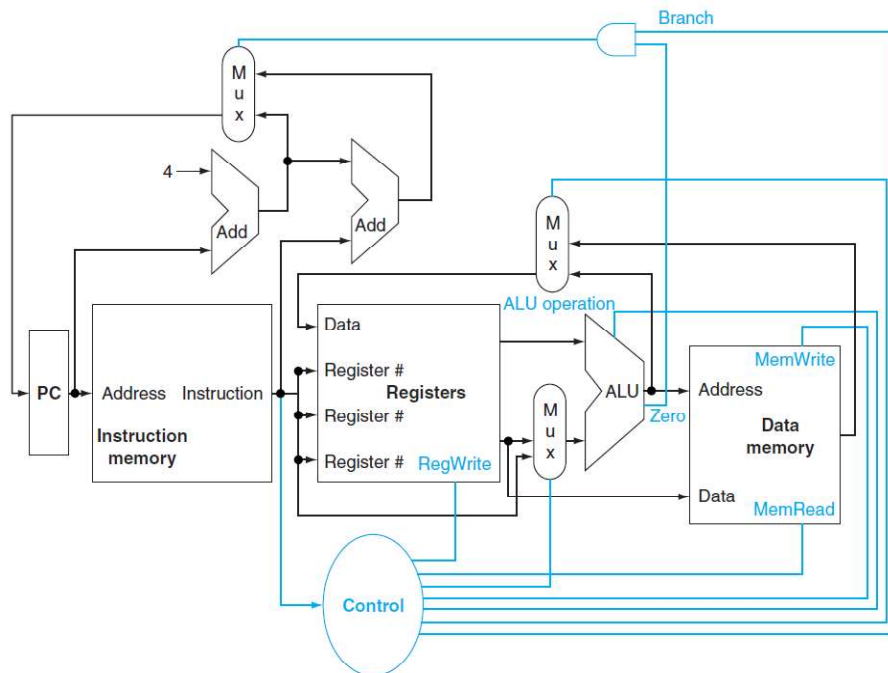 Branch
M
u
x
4
Add
Add
M
u
x
ALU operation
Data
PC
Address
Instruction
Register #
Registers
Register #
Register #
RegWrite
Instruction
memory
M
u
x
ALU
Zero
MemWrite
Address
Data
memory
Data
MemRead
Control